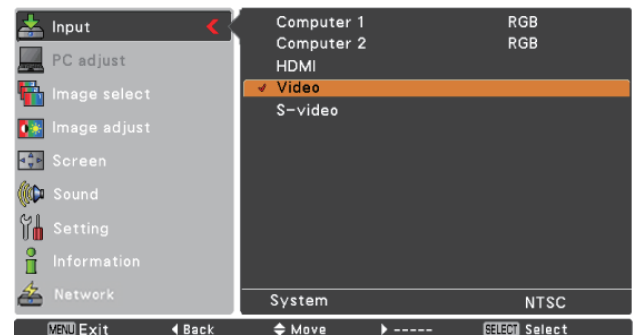 Input
PC adjust
Image select
Image adjust
Screen
Sound
Setting
Information
Network
Computer 1 RGB
Computer 2 RGB
HDMI
Video
S-video
System NTSC
MENU Exit Back Move ----- SELECT Select